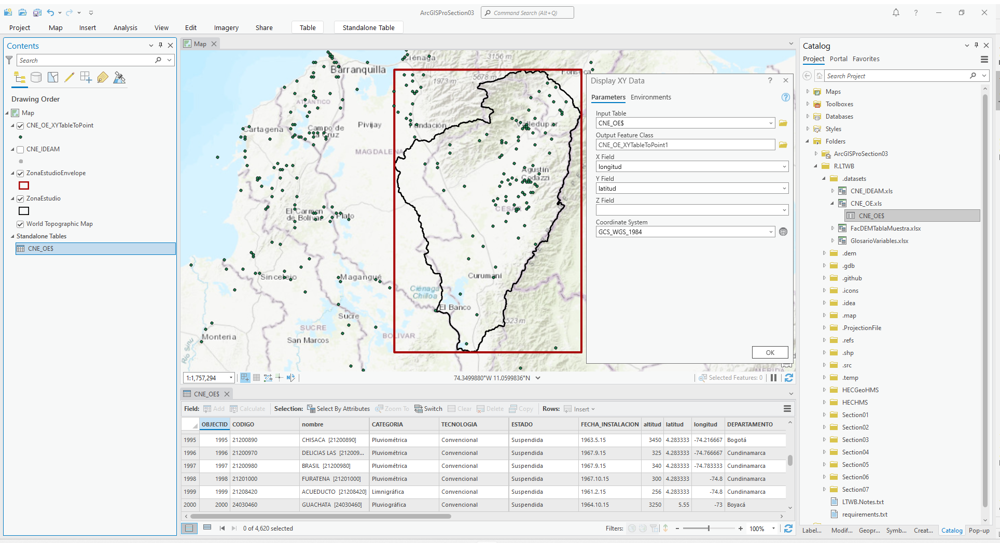 ArcGISProSection03
Command Search (Alt+Q)
Project Map Insert Analysis View Edit Imagery Share Table Standalone Table
Contents
Search
Drawing Order
Map
CNE_OE_XYTableToPoint
CNE_IDEAM
ZonaEstudioEnvelope
ZonaEstudio
World Topographic Map
Standalone Tables
CNE_OE$
Map
Ciénaga
3156 m
Barranquilla
Fonseca
1973 m
5678 m
ATLÁNTICO
Cartagena
Campo de la Cruz
Pivijay
Fundación
Valledupar
MAGDALENA
Agustín Codazzi
CESAR
El Carmen de Bolívar
Plato
Sincelejo
Magangué
Curumaní
Ciénaga Chilloa
El Banco
Sucre
523 m
SUCRE
BOLÍVAR
Montería
San Marcos
Río Sinú
MÉRIDA
Display XY Data
Parameters Environments
Input Table
CNE_OE$
Output Feature Class
CNE_OE_XYTableToPoint1
X Field
longitud
Y Field
latitud
Z Field
Coordinate System
GCS_WGS_1984
OK
1:1,757,294
74.3499880°W 11.0599836°N
Selected Features: 0
CNE_OE$
Field: Add Calculate Selection: Select By Attributes Zoom To Switch Clear Delete Copy Rows: Insert
OBJECTID CODIGO nombre CATEGORIA TECNOLOGIA ESTADO FECHA_INSTALACION altitud latitud longitud DEPARTAMENTO
1995 1995 21200890 CHISACA [21200890] Pluviométrica Convencional Suspendida 1963.5.15 3450 4.283333 -74.216667 Bogotá
1996 1996 21200970 DELICIAS LAS [212009... Pluviométrica Convencional Suspendida 1967.9.15 325 4.283333 -74.766667 Cundinamarca
1997 1997 21200980 BRASIL [21200980] Pluviométrica Convencional Suspendida 1967.9.15 340 4.283333 -74.783333 Cundinamarca
1998 1998 21201000 FURATENA [21201000] Pluviométrica Convencional Suspendida 1967.10.15 300 4.283333 -74.8 Cundinamarca
1999 1999 21208420 ACUEDUCTO [21208420] Limnigráfica Convencional Suspendida 1961.2.15 256 4.283333 -74.8 Cundinamarca
2000 2000 24030460 GUACHATA [24030460] Pluviográfica Convencional Suspendida 1964.10.15 3250 5.55 -73 Boyacá
0 of 4,620 selected
Filters:
100%
Catalog
Project Portal Favorites
Search Project
Maps
Toolboxes
Databases
Styles
Folders
ArcGISProSection03
R.LTWB
.datasets
CNE_IDEAM.xls
CNE_OE.xls
CNE_OE$
FacDEMTablaMuestra.xlsx
GlosarioVariables.xlsx
.dem
.gdb
.github
.icons
.idea
.map
.ProjectionFile
.refs
.shp
.src
.temp
HECGeoHMS
HECHMS
Section01
Section02
Section03
Section04
Section05
Section06
Section07
LTWB.Notes.txt
requirements.txt
Label... Modif... Geopr... Symb... Creat... Catalog Pop-up